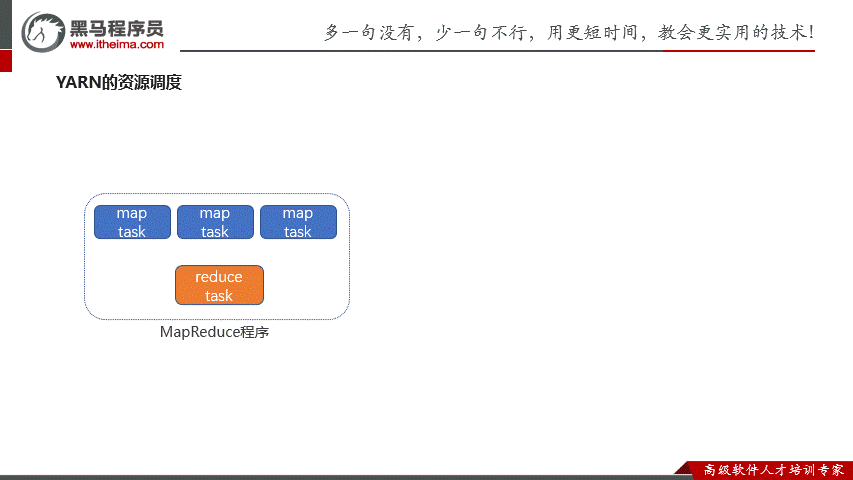 黑马程序员
www.itheima.com
多一句没有，少一句不行，用更短时间，教会更实用的技术！
YARN的资源调度
map
task
map
task
map
task
reduce
task
MapReduce程序
高级软件人才培训专家